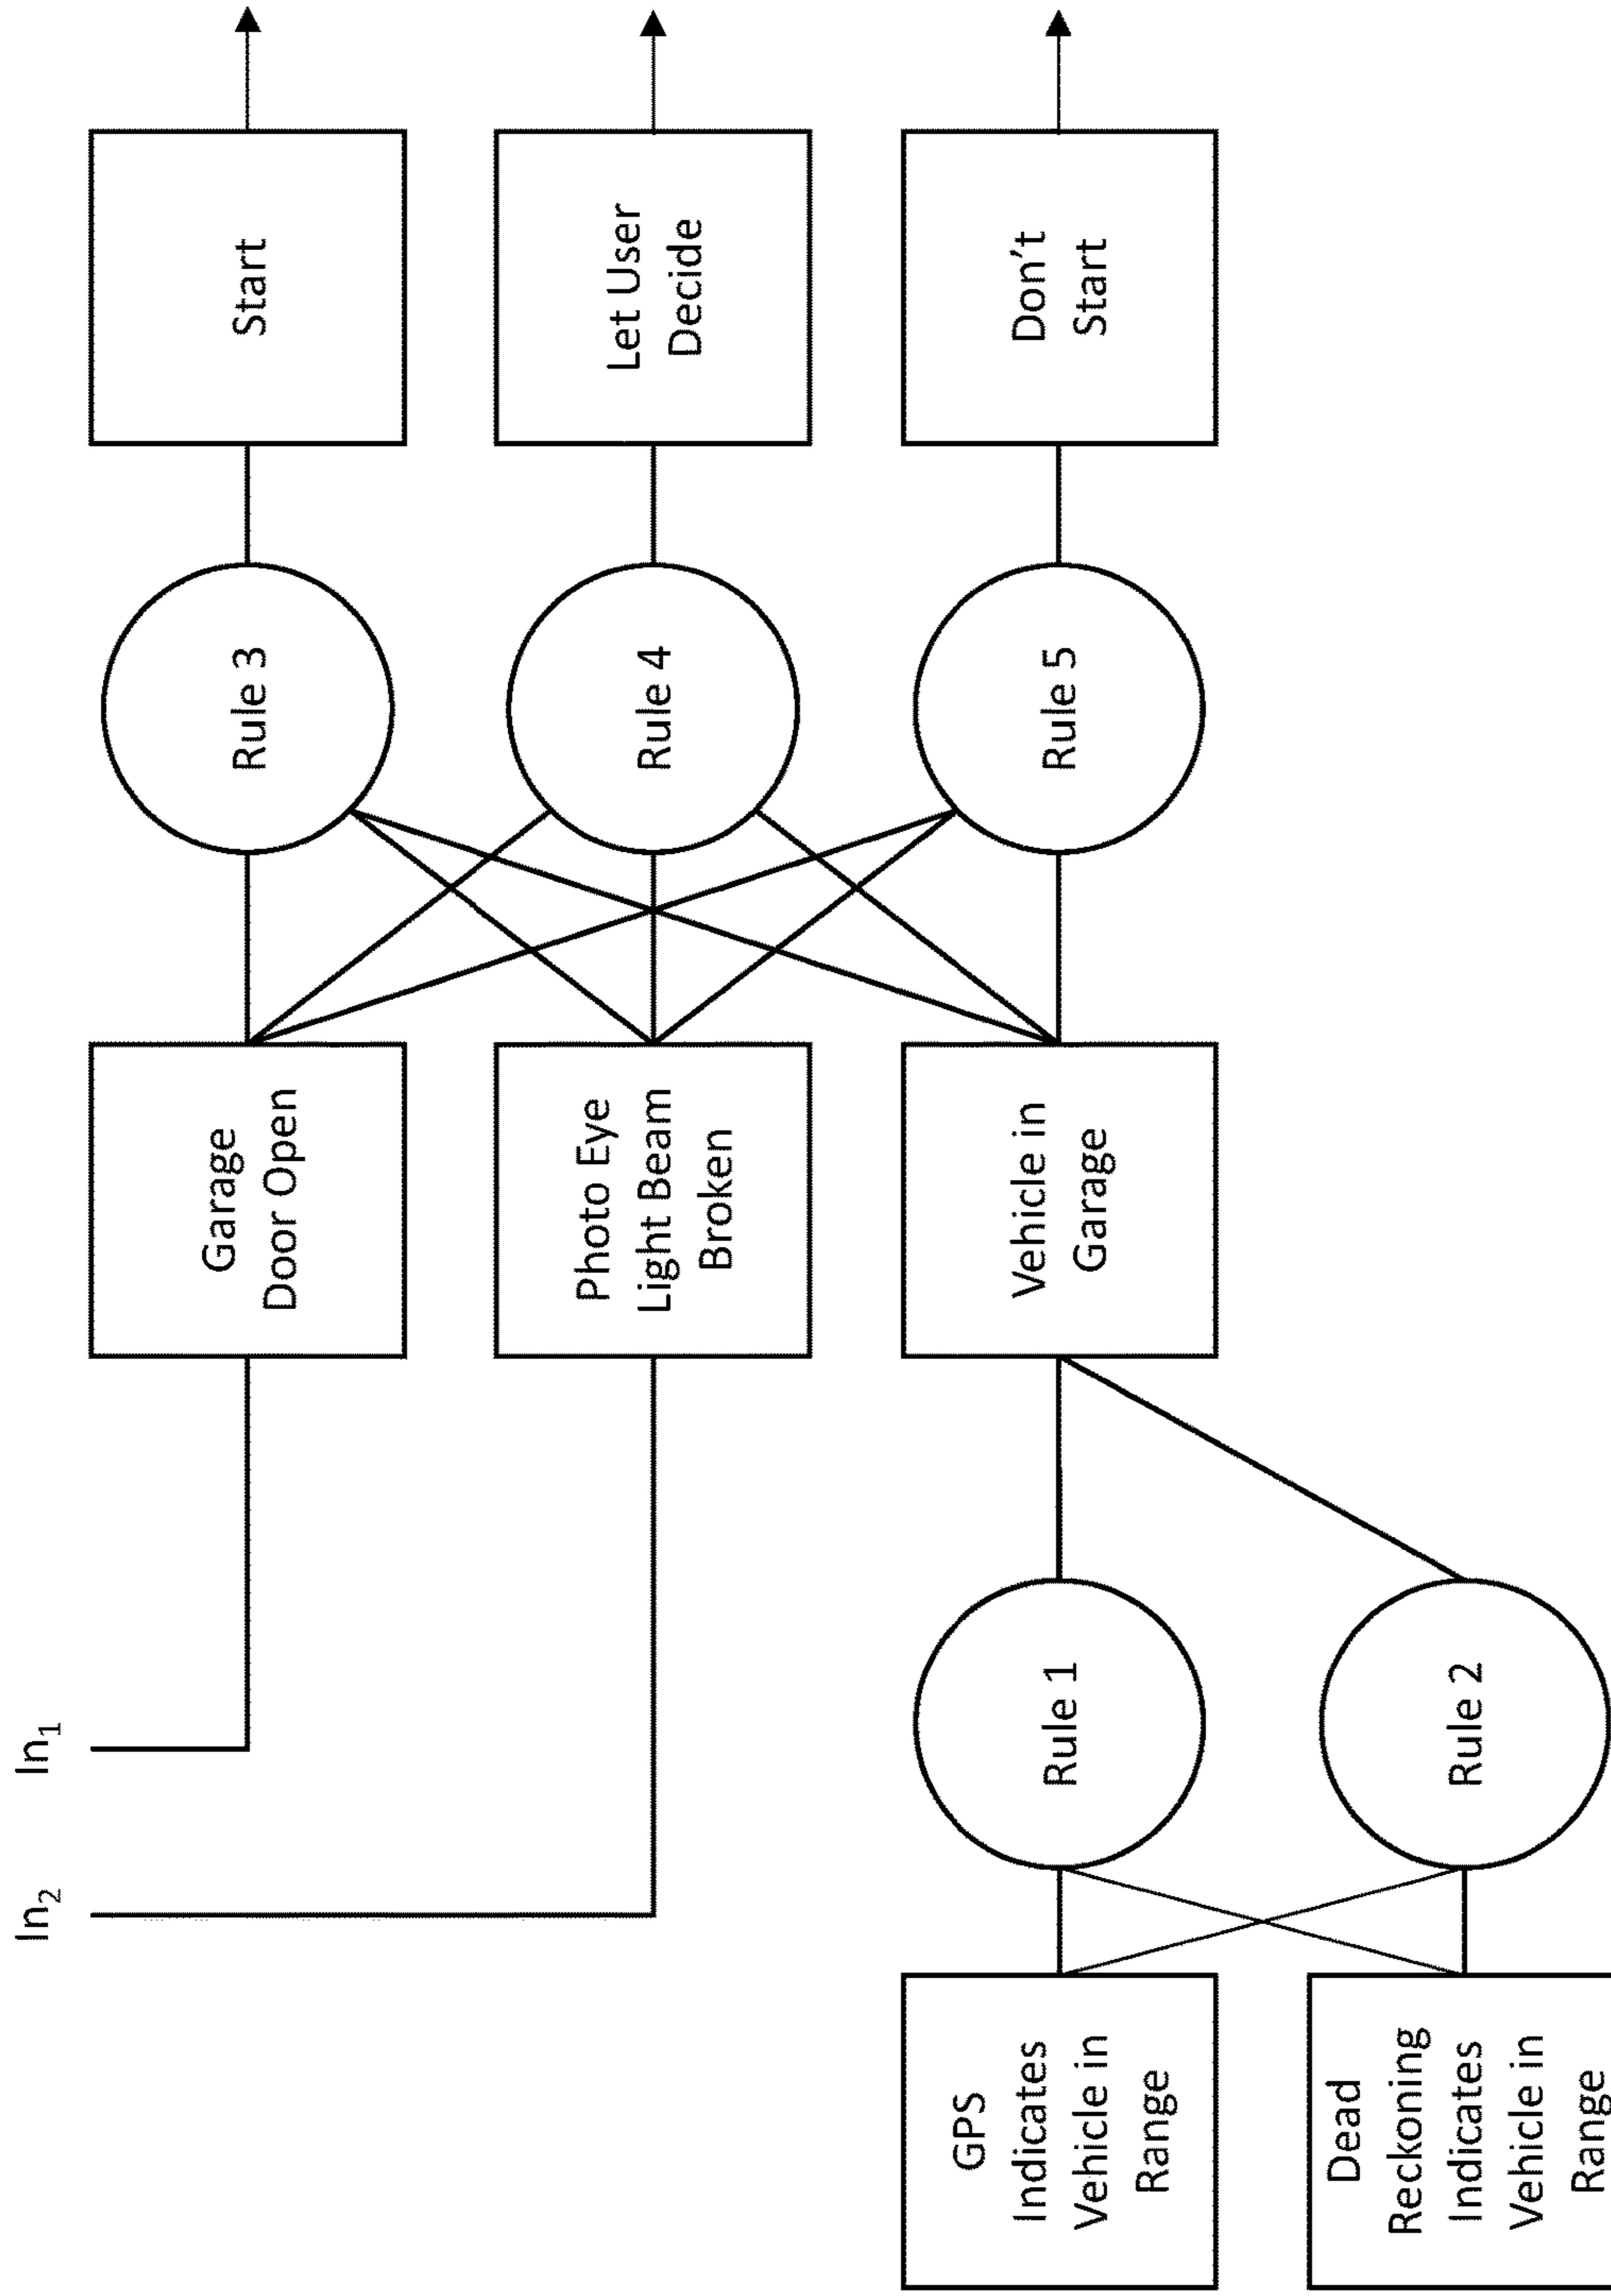 In₂
In₁
GPS
Indicates
Vehicle in
Range
Dead
Reckoning
Indicates
Vehicle in
Range
Rule 1
Rule 2
Garage
Door Open
Photo Eye
Light Beam
Broken
Vehicle in
Garage
Rule 3
Rule 4
Rule 5
Start
Let User
Decide
Don't
Start